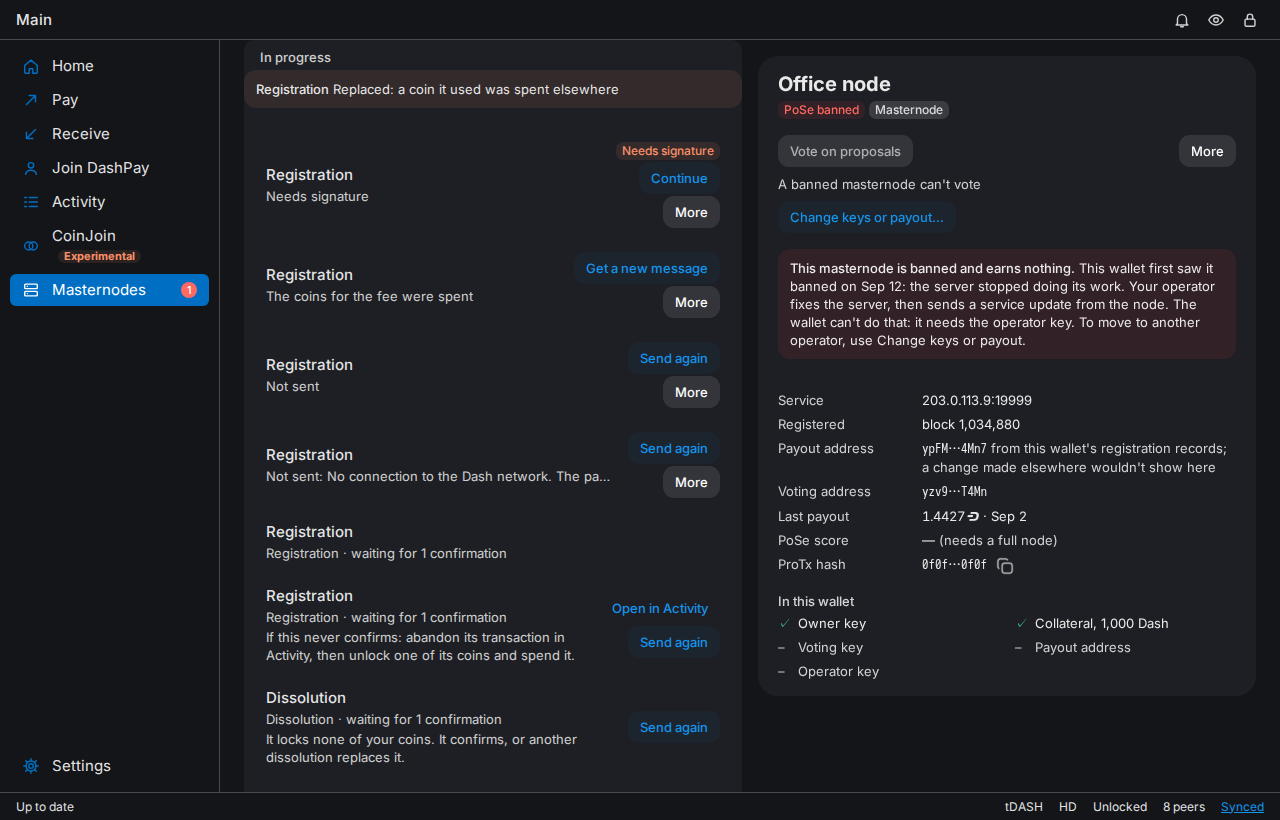 Main
Home
Pay
Receive
Join DashPay
Activity
CoinJoin
Experimental
Masternodes 1
Settings
In progress
Registration Replaced: a coin it used was spent elsewhere
Needs signature
Registration
Continue
Needs signature
More
Registration
Get a new message
The coins for the fee were spent
More
Registration
Send again
Not sent
More
Registration
Send again
Not sent: No connection to the Dash network. The pa...
More
Registration
Registration · waiting for 1 confirmation
Registration
Registration · waiting for 1 confirmation
Open in Activity
If this never confirms: abandon its transaction in
Activity, then unlock one of its coins and spend it.
Send again
Dissolution
Dissolution · waiting for 1 confirmation
It locks none of your coins. It confirms, or another
dissolution replaces it.
Send again
Office node
PoSe banned Masternode
Vote on proposals More
A banned masternode can't vote
Change keys or payout...
This masternode is banned and earns nothing. This wallet first saw it
banned on Sep 12: the server stopped doing its work. Your operator
fixes the server, then sends a service update from the node. The
wallet can't do that: it needs the operator key. To move to another
operator, use Change keys or payout.
Service 203.0.113.9:19999
Registered block 1,034,880
Payout address ypFM···4Mn7 from this wallet's registration records;
a change made elsewhere wouldn't show here
Voting address yzv9···T4Mn
Last payout 1.4427 · Sep 2
PoSe score — (needs a full node)
ProTx hash 0f0f···0f0f
In this wallet
✓ Owner key ✓ Collateral, 1,000 Dash
– Voting key – Payout address
– Operator key
Up to date tDASH HD Unlocked 8 peers Synced